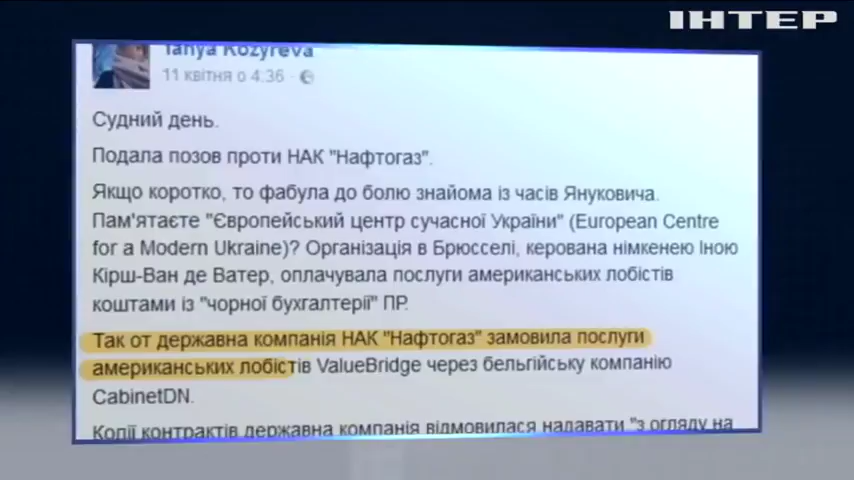 ІНТЕР
Tanya Kozyreva
11 квітня о 4:36 ·
Судний день.
Подала позов проти НАК "Нафтогаз".
Якщо коротко, то фабула до болю знайома із часів Януковича.
Пам'ятаєте "Європейський центр сучасної України" (European Centre
for a Modern Ukraine)? Організація в Брюсселі, керована німкенею Іною
Кірш-Ван де Ватер, оплачувала послуги американських лобістів
коштами із "чорної бухгалтерії" ПР.
Так от державна компанія НАК "Нафтогаз" замовила послуги
американських лобістів ValueBridge через бельгійську компанію
CabinetDN.
Копії контрактів державна компанія відмовилася надавати "з огляду на